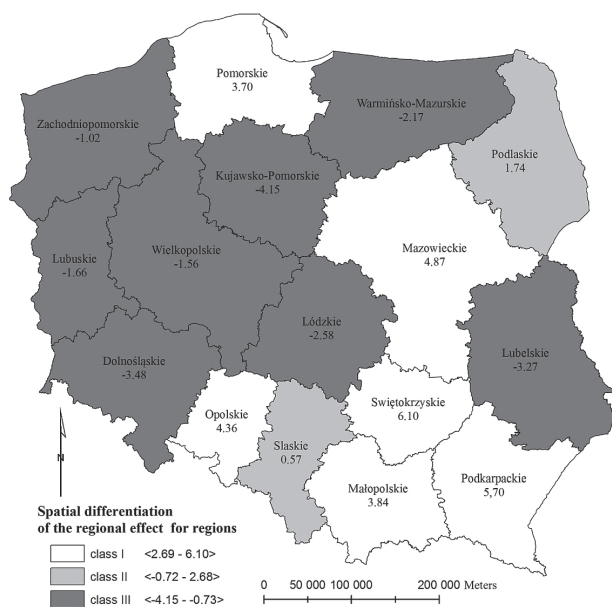 Pomorskie
3.70
Warmińsko-Mazurskie
-2.17
Zachodniopomorskie
-1.02
Podlaskie
1.74
Kujawsko-Pomorskie
-4.15
Mazowieckie
4.87
Wielkopolskie
-1.56
Lubuskie
-1.66
Łódzkie
-2.58
Lubelskie
-3.27
Dolnośląskie
-3.48
Opolskie
4.36
Slaskie
0.57
Świętokrzyskie
6.10
Małopolskie
3.84
Podkarpackie
5,70
N
Spatial differentiation
of the regional effect for regions
class I <2.69 - 6.10>
class II <-0.72 - 2.68>
class III <-4.15 - -0.73>
0 50 000 100 000 200 000 Meters